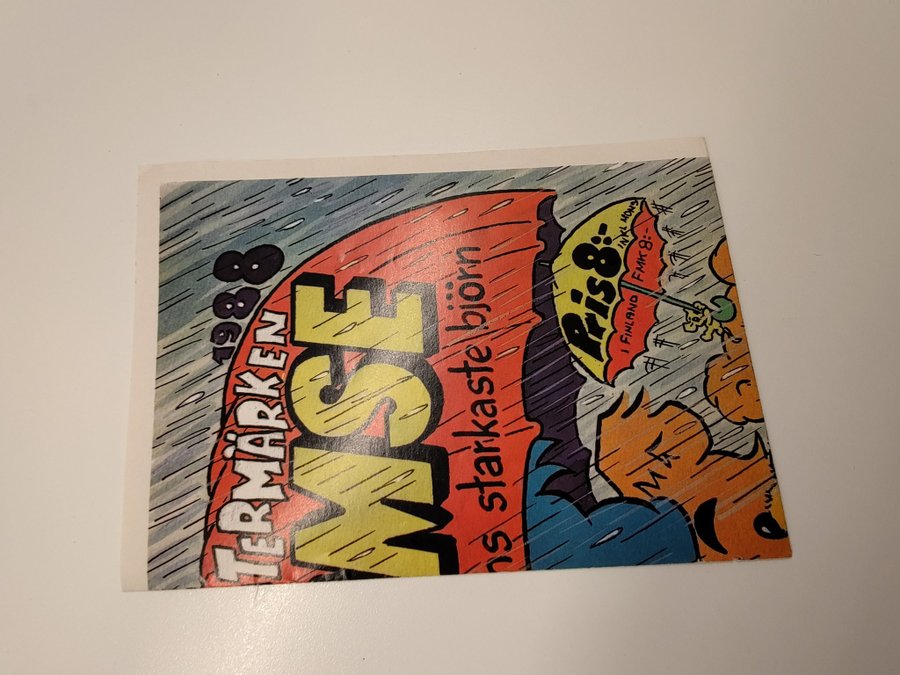 1988
TERMÄRKEN
MSE
ns starkaste björn
Pris 8:-
INKL MOMS
I FINLAND FMK 8:-